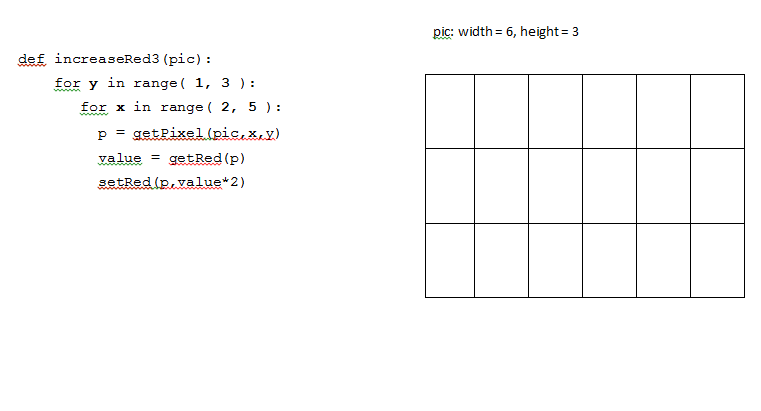 pic: width = 6, height = 3
def increaseRed3(pic):
for y in range( 1, 3 ):
for x in range( 2, 5 ):
p = getPixel(pic,x,y)
value = getRed(p)
setRed(p,value*2)